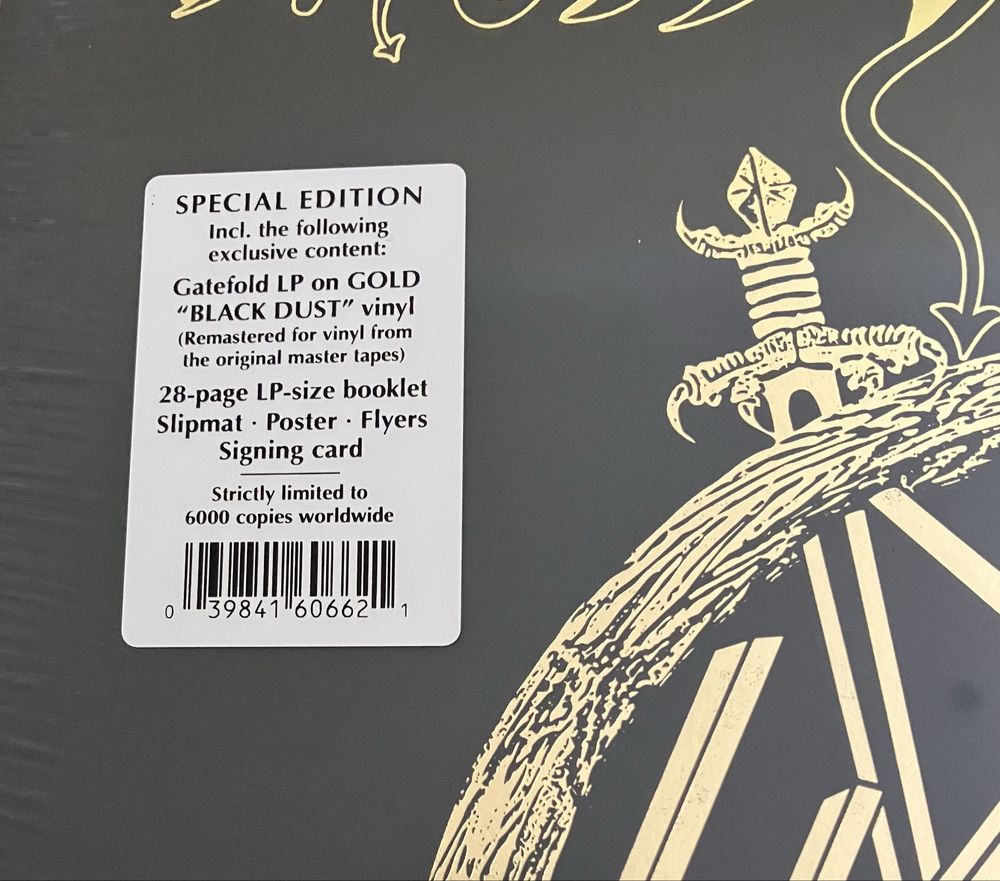 SPECIAL EDITION
Incl. the following
exclusive content:
Gatefold LP on GOLD
“BLACK DUST” vinyl
(Remastered for vinyl from
the original master tapes)
28-page LP-size booklet
Slipmat · Poster · Flyers
Signing card
Strictly limited to
6000 copies worldwide
0 39841 60662 1